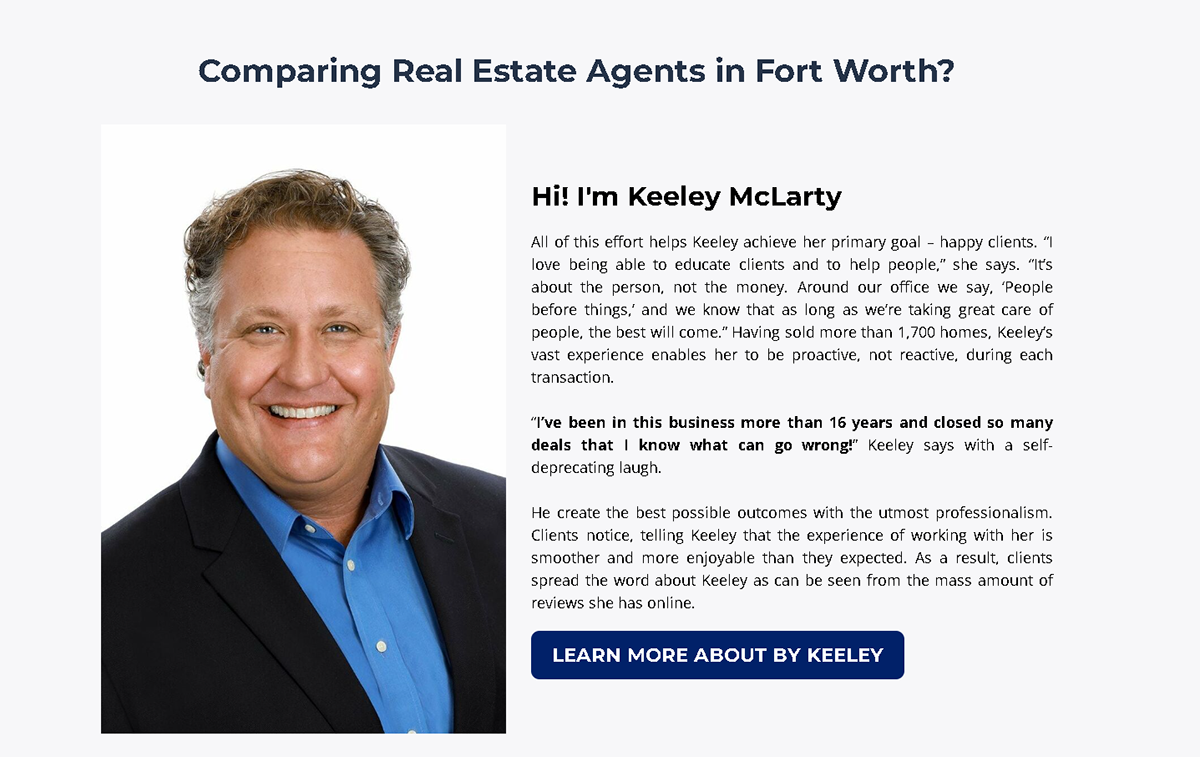 Comparing Real Estate Agents in Fort Worth?
Hi! I'm Keeley McLarty
All of this effort helps Keeley achieve her primary goal – happy clients. “I
love being able to educate clients and to help people,” she says. “It’s
about the person, not the money. Around our office we say, ‘People
before things,’ and we know that as long as we’re taking great care of
people, the best will come.” Having sold more than 1,700 homes, Keeley’s
vast experience enables her to be proactive, not reactive, during each
transaction.
“I’ve been in this business more than 16 years and closed so many
deals that I know what can go wrong!” Keeley says with a self-
deprecating laugh.
He create the best possible outcomes with the utmost professionalism.
Clients notice, telling Keeley that the experience of working with her is
smoother and more enjoyable than they expected. As a result, clients
spread the word about Keeley as can be seen from the mass amount of
reviews she has online.
LEARN MORE ABOUT BY KEELEY